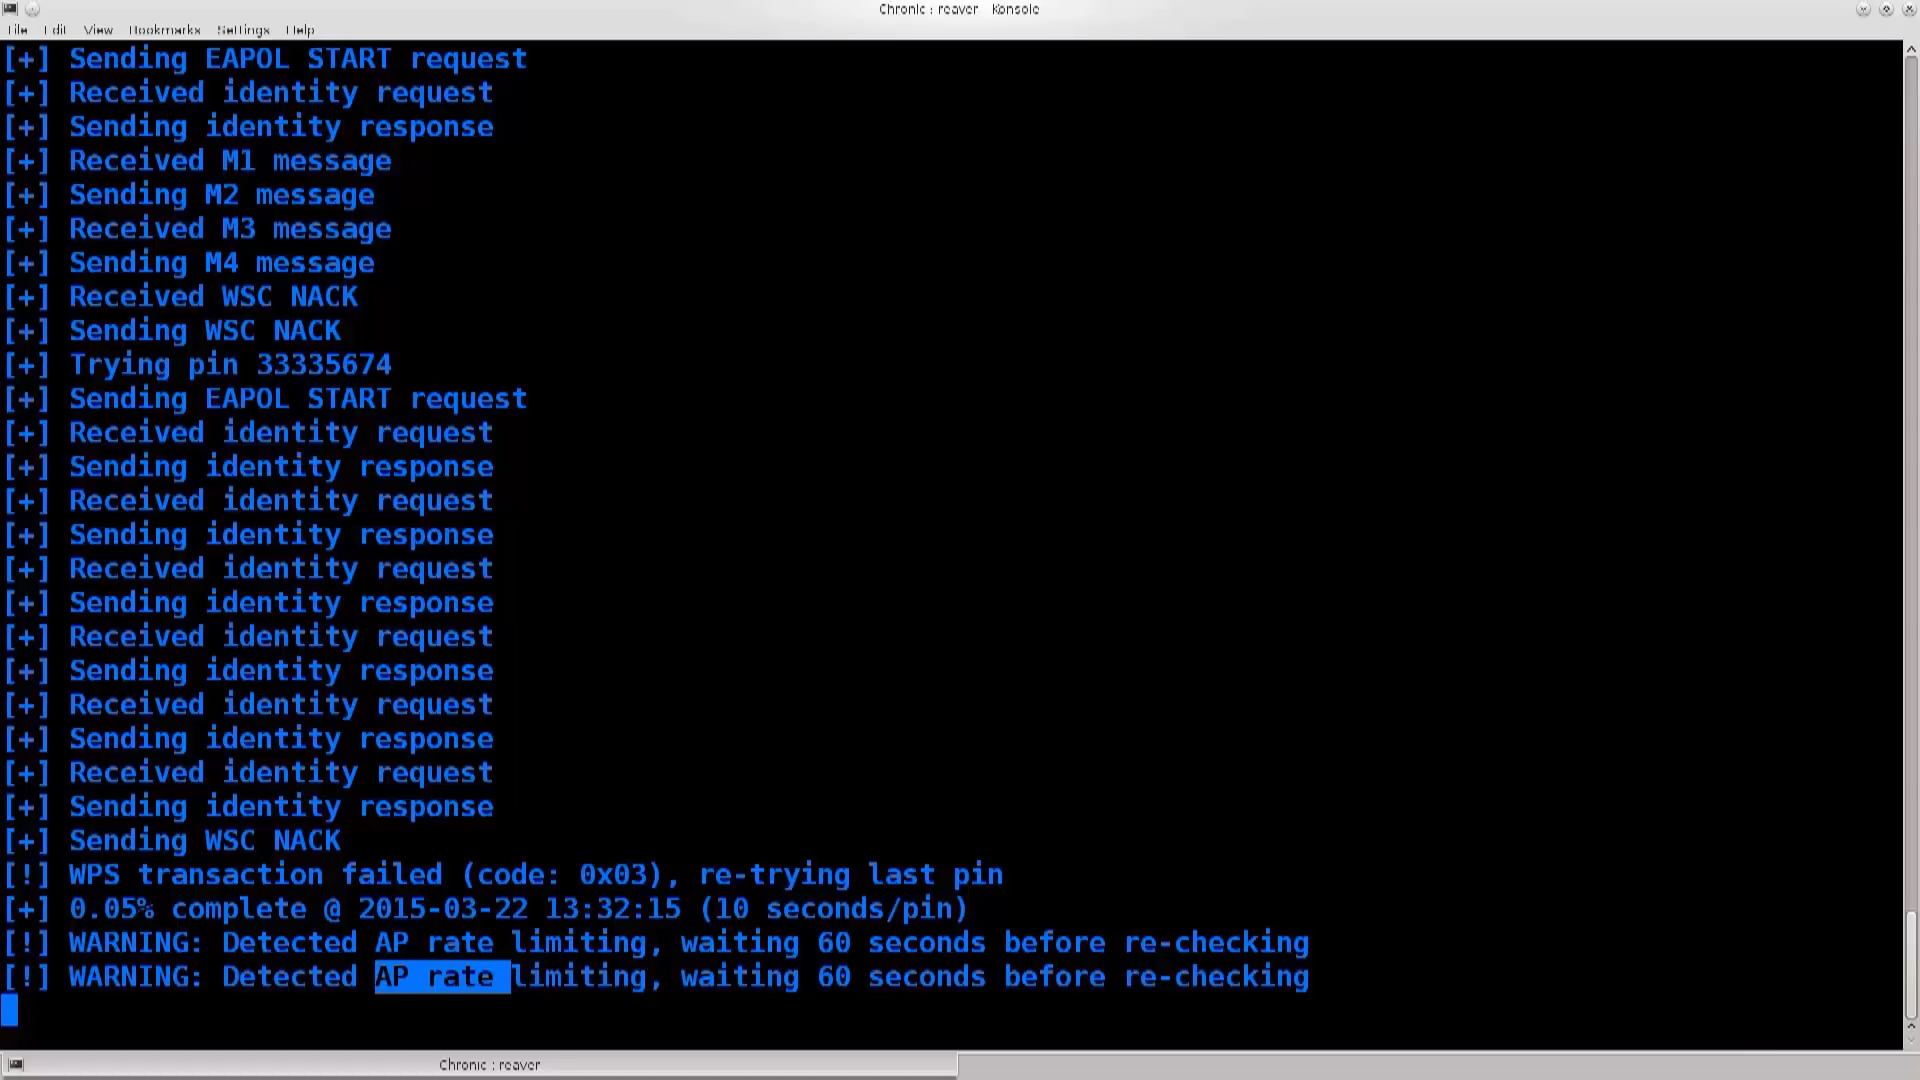 Chronic : reaver Konsole
File Edit View Bookmarks Settings Help
[+] Sending EAPOL START request
[+] Received identity request
[+] Sending identity response
[+] Received M1 message
[+] Sending M2 message
[+] Received M3 message
[+] Sending M4 message
[+] Received WSC NACK
[+] Sending WSC NACK
[+] Trying pin 33335674
[+] Sending EAPOL START request
[+] Received identity request
[+] Sending identity response
[+] Received identity request
[+] Sending identity response
[+] Received identity request
[+] Sending identity response
[+] Received identity request
[+] Sending identity response
[+] Received identity request
[+] Sending identity response
[+] Received identity request
[+] Sending identity response
[+] Sending WSC NACK
[!] WPS transaction failed (code: 0x03), re-trying last pin
[+] 0.05% complete @ 2015-03-22 13:32:15 (10 seconds/pin)
[!] WARNING: Detected AP rate limiting, waiting 60 seconds before re-checking
[!] WARNING: Detected AP rate limiting, waiting 60 seconds before re-checking
Chronic : reaver